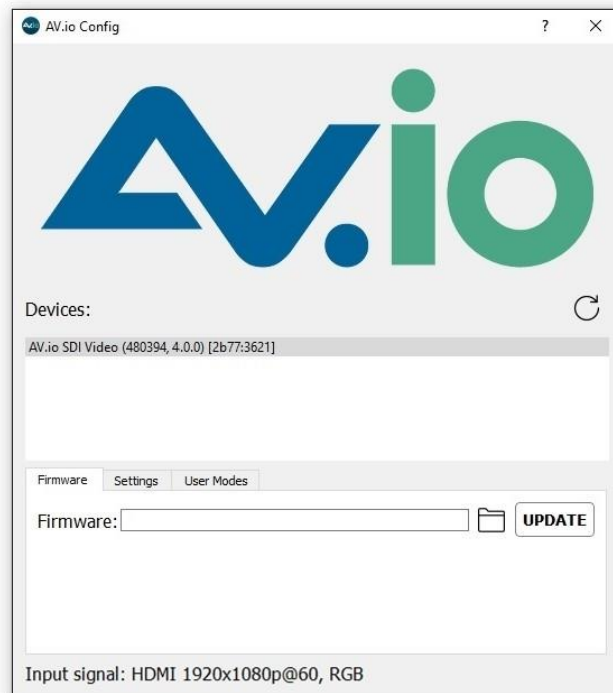 AV.io Config
AV.io
Devices:
AV.io SDI Video (480394, 4.0.0) [2b77:3621]
Firmware Settings User Modes
Firmware: UPDATE
Input signal: HDMI 1920x1080p@60, RGB